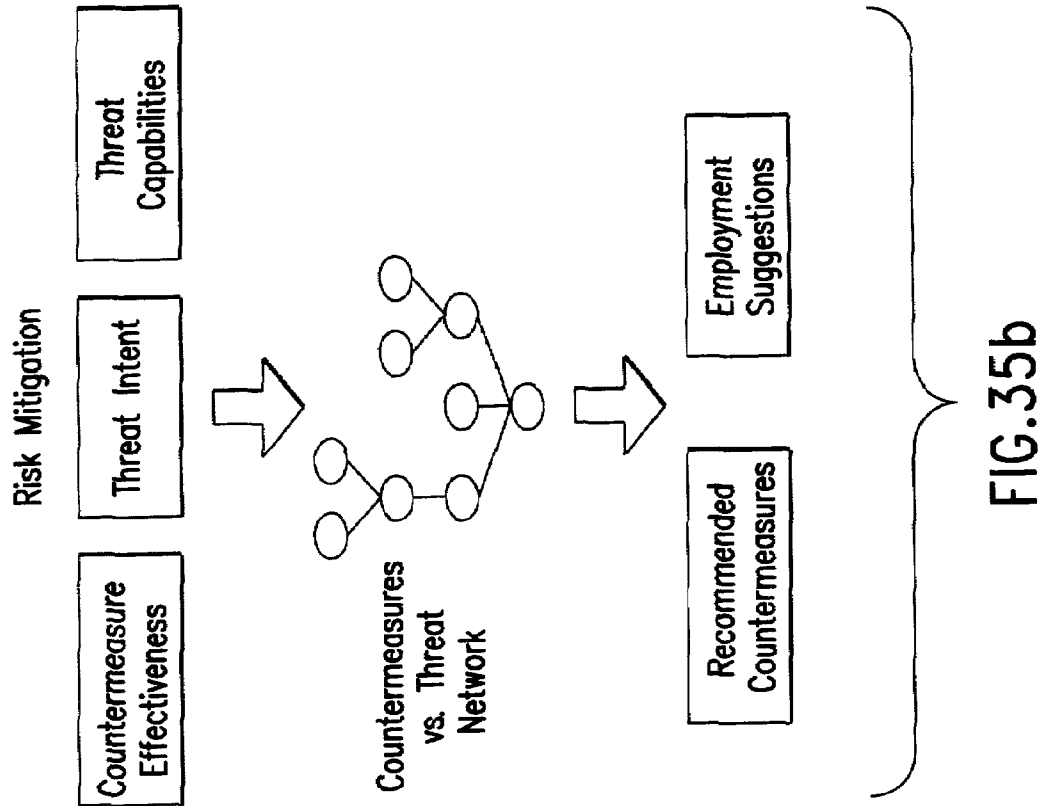 Risk Mitigation
Countermeasure
Effectiveness
Threat Intent
Threat
Capabilities
Countermeasures
vs. Threat
Network
Recommended
Countermeasures
Employment
Suggestions
FIG.35b